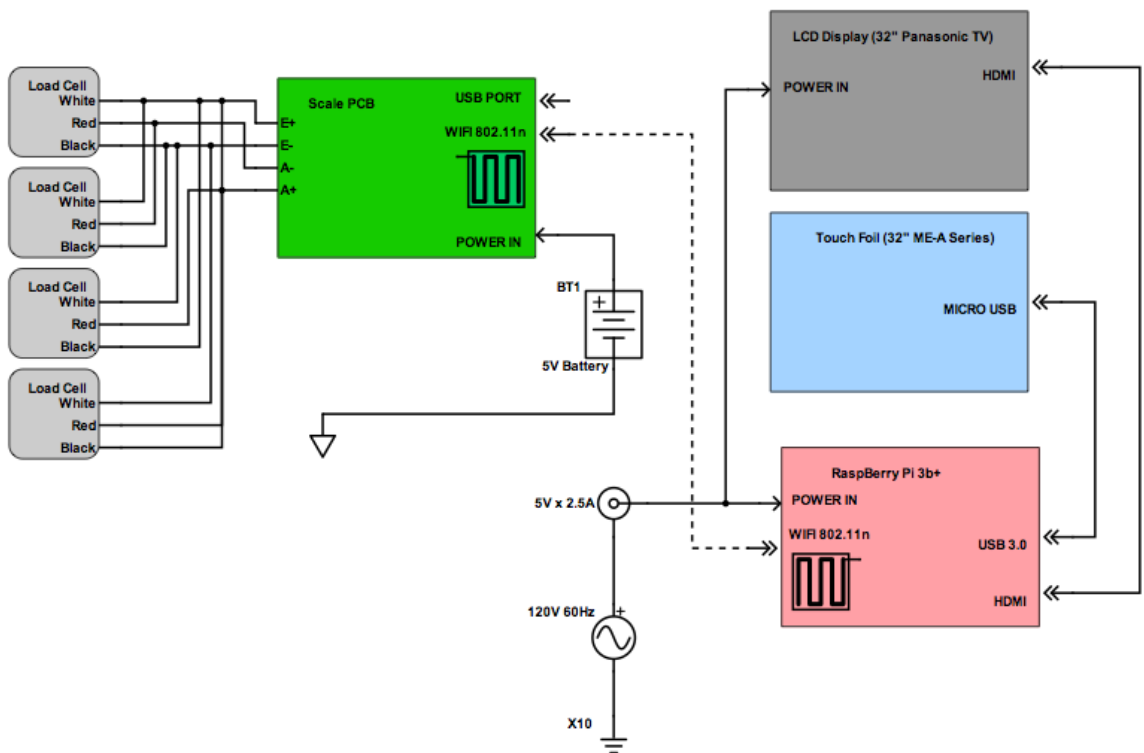 Load Cell
White
Red
Black
Load Cell
White
Red
Black
Load Cell
White
Red
Black
Load Cell
White
Red
Black
Scale PCB
E+
E-
A-
A+
USB PORT
WIFI 802.11n
POWER IN
BT1
+
5V Battery
5V x 2.5A
120V 60Hz
+
X10
LCD Display (32" Panasonic TV)
POWER IN
HDMI
Touch Foil (32" ME-A Series)
MICRO USB
RaspBerry Pi 3b+
POWER IN
WIFI 802.11n
USB 3.0
HDMI